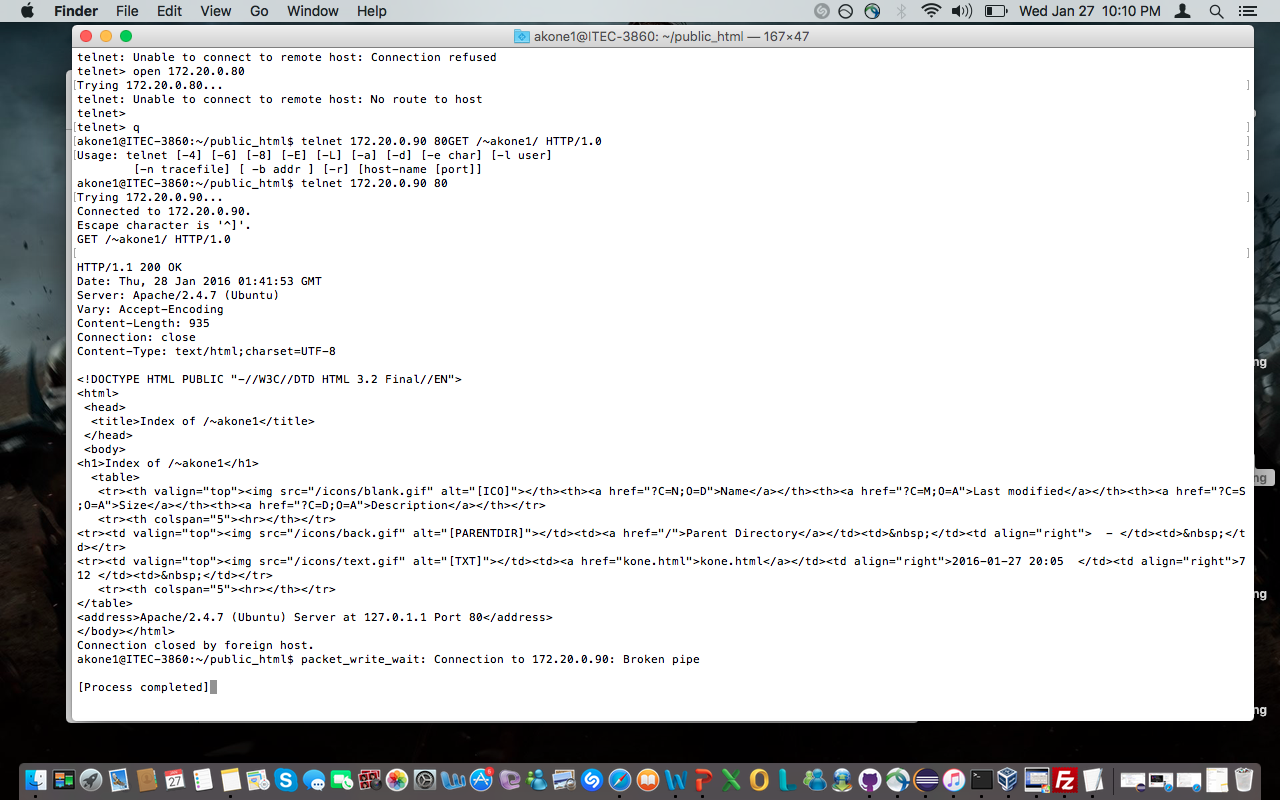 Finder File Edit View Go Window Help Wed Jan 27 10:10 PM
akone1@ITEC-3860: ~/public_html — 167×47
telnet: Unable to connect to remote host: Connection refused
telnet> open 172.20.0.80
[Trying 172.20.0.80... ]
telnet: Unable to connect to remote host: No route to host
telnet>
[telnet> q ]
[akone1@ITEC-3860:~/public_html$ telnet 172.20.0.90 80GET /~akone1/ HTTP/1.0 ]
[Usage: telnet [-4] [-6] [-8] [-E] [-L] [-a] [-d] [-e char] [-l user] ]
[-n tracefile] [ -b addr ] [-r] [host-name [port]]
akone1@ITEC-3860:~/public_html$ telnet 172.20.0.90 80
[Trying 172.20.0.90... ]
Connected to 172.20.0.90.
Escape character is '^]'.
GET /~akone1/ HTTP/1.0
[ ]
HTTP/1.1 200 OK
Date: Thu, 28 Jan 2016 01:41:53 GMT
Server: Apache/2.4.7 (Ubuntu)
Vary: Accept-Encoding
Content-Length: 935
Connection: close
Content-Type: text/html;charset=UTF-8
<!DOCTYPE HTML PUBLIC "-//W3C//DTD HTML 3.2 Final//EN">
<html>
<head>
<title>Index of /~akone1</title>
</head>
<body>
<h1>Index of /~akone1</h1>
<table>
<tr><th valign="top"><img src="/icons/blank.gif" alt="[ICO]"></th><th><a href="?C=N;O=D">Name</a></th><th><a href="?C=M;O=A">Last modified</a></th><th><a href="?C=S
;O=A">Size</a></th><th><a href="?C=D;O=A">Description</a></th></tr>
<tr><th colspan="5"><hr></th></tr>
<tr><td valign="top"><img src="/icons/back.gif" alt="[PARENTDIR]"></td><td><a href="/">Parent Directory</a></td><td>&nbsp;</td><td align="right">  - </td><td>&nbsp;</t
d></tr>
<tr><td valign="top"><img src="/icons/text.gif" alt="[TXT]"></td><td><a href="kone.html">kone.html</a></td><td align="right">2016-01-27 20:05  </td><td align="right">7
12 </td><td>&nbsp;</td></tr>
<tr><th colspan="5"><hr></th></tr>
</table>
<address>Apache/2.4.7 (Ubuntu) Server at 127.0.1.1 Port 80</address>
</body></html>
Connection closed by foreign host.
akone1@ITEC-3860:~/public_html$ packet_write_wait: Connection to 172.20.0.90: Broken pipe
[Process completed]
ng
ng
ng
ng
27